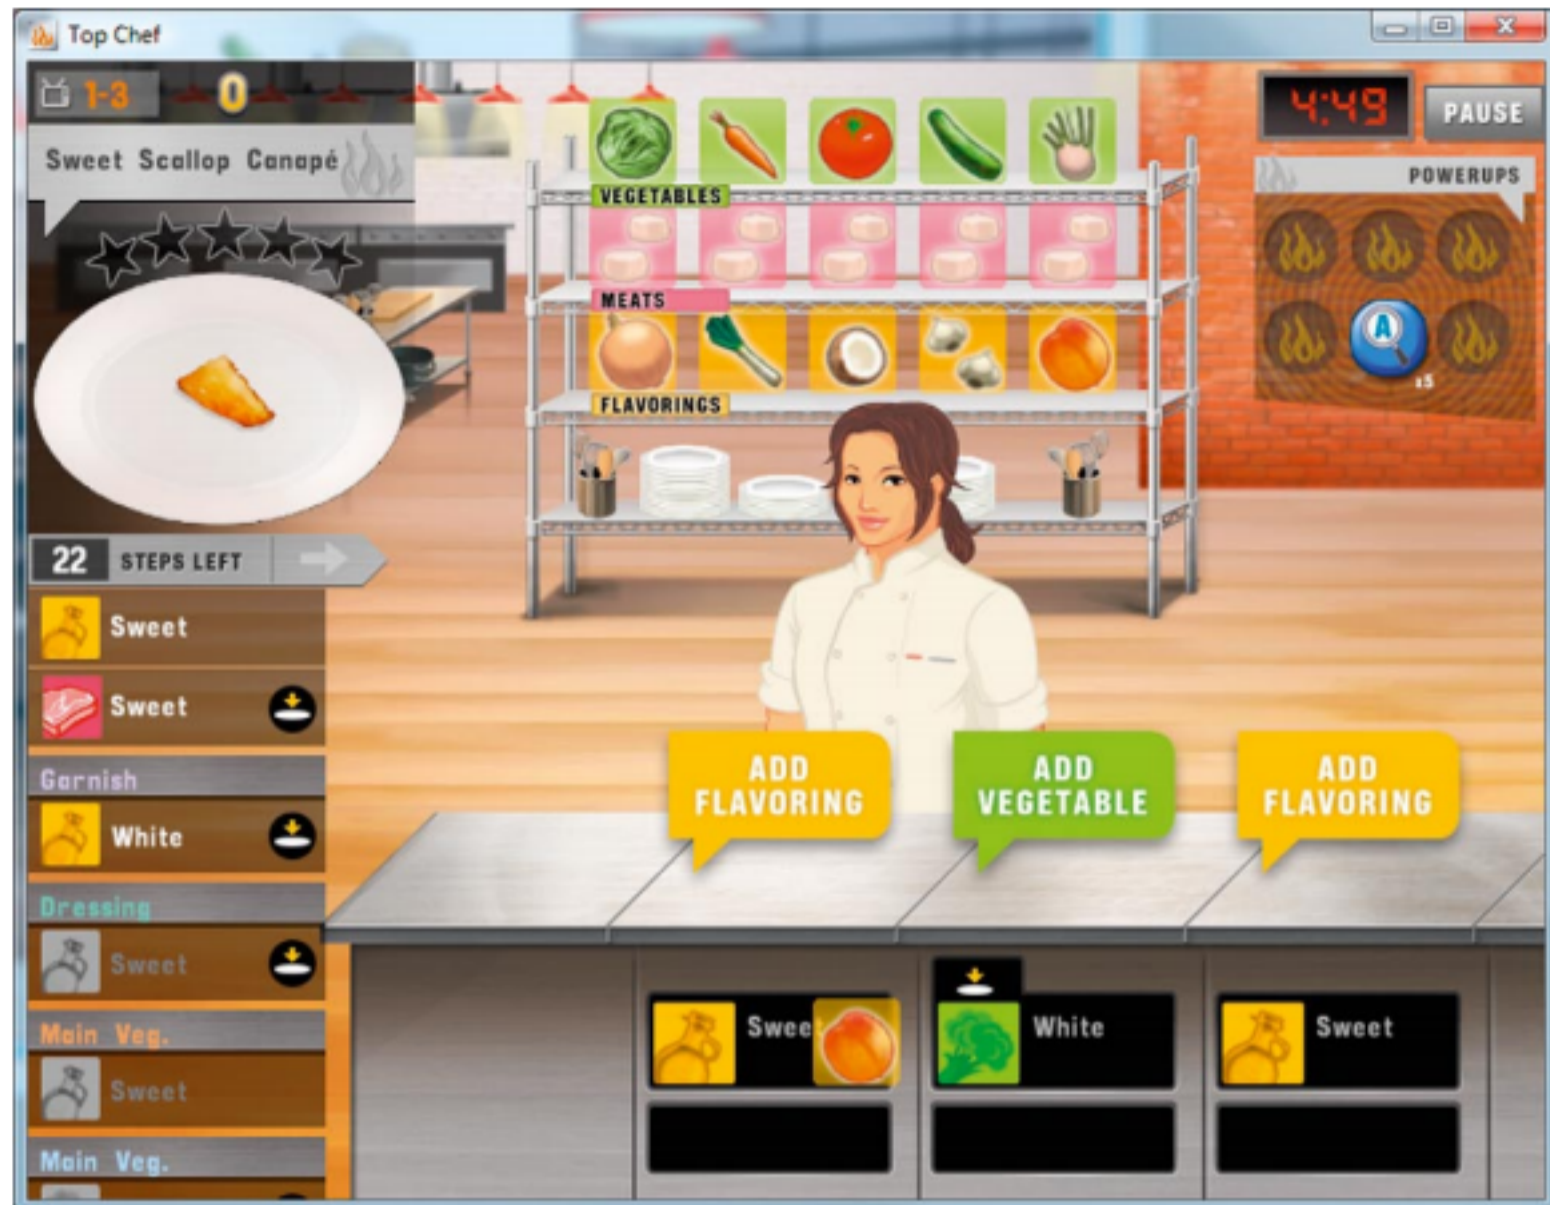 Top Chef
1-3
0
4:49
PAUSE
Sweet Scallop Canapé
POWERUPS
VEGETABLES
MEATS
A
x5
FLAVORINGS
22 STEPS LEFT
Sweet
Sweet
Garnish
White
Dressing
Sweet
Main Veg.
Sweet
Main Veg.
ADD
FLAVORING
ADD
VEGETABLE
ADD
FLAVORING
White
Sweet